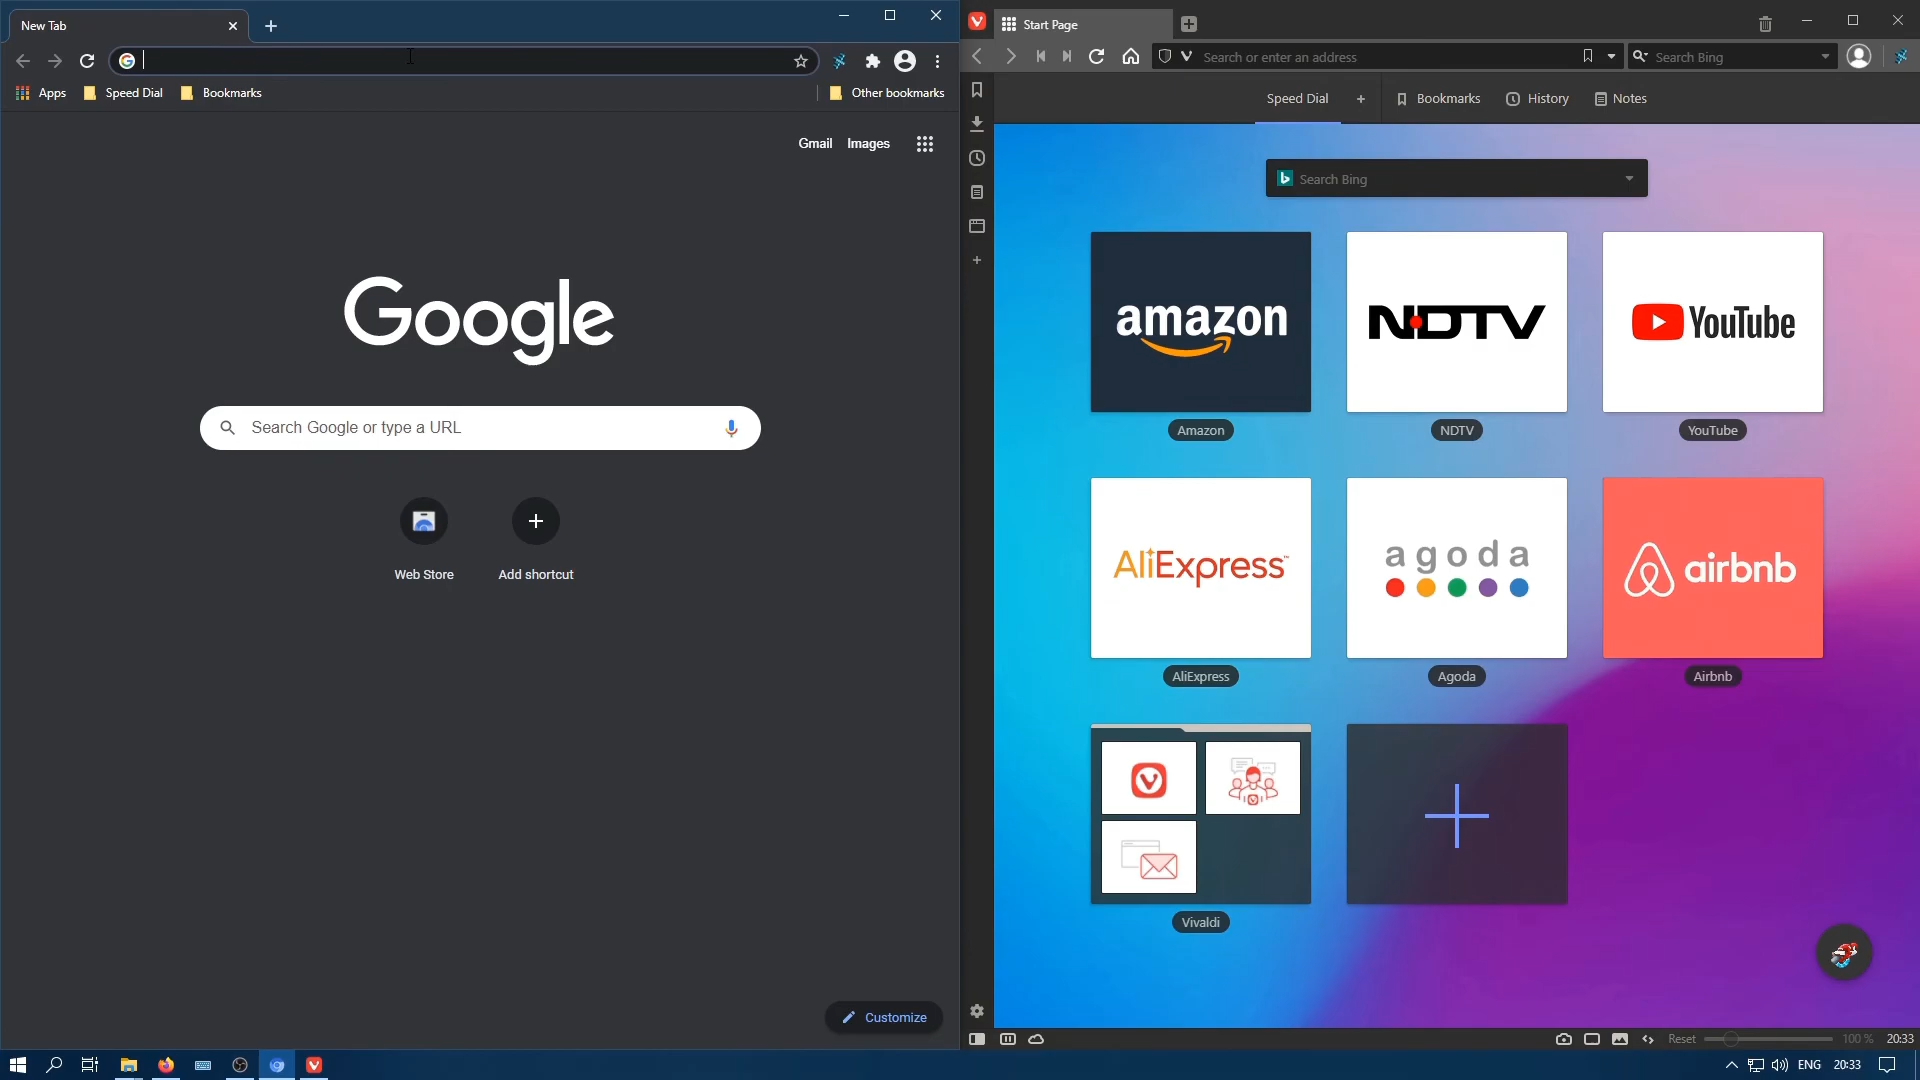 New Tab
Apps
Speed Dial
Bookmarks
Other bookmarks
Gmail
Images
Google
Search Google or type a URL
Web Store
Add shortcut
Customize
Start Page
Search or enter an address
Search Bing
Speed Dial
Bookmarks
History
Notes
Search Bing
amazon
NDTV
YouTube
Amazon
NDTV
YouTube
AliExpress™
agoda
airbnb
AliExpress
Agoda
Airbnb
Vivaldi
Reset
100 %
20:33
ENG
20:33